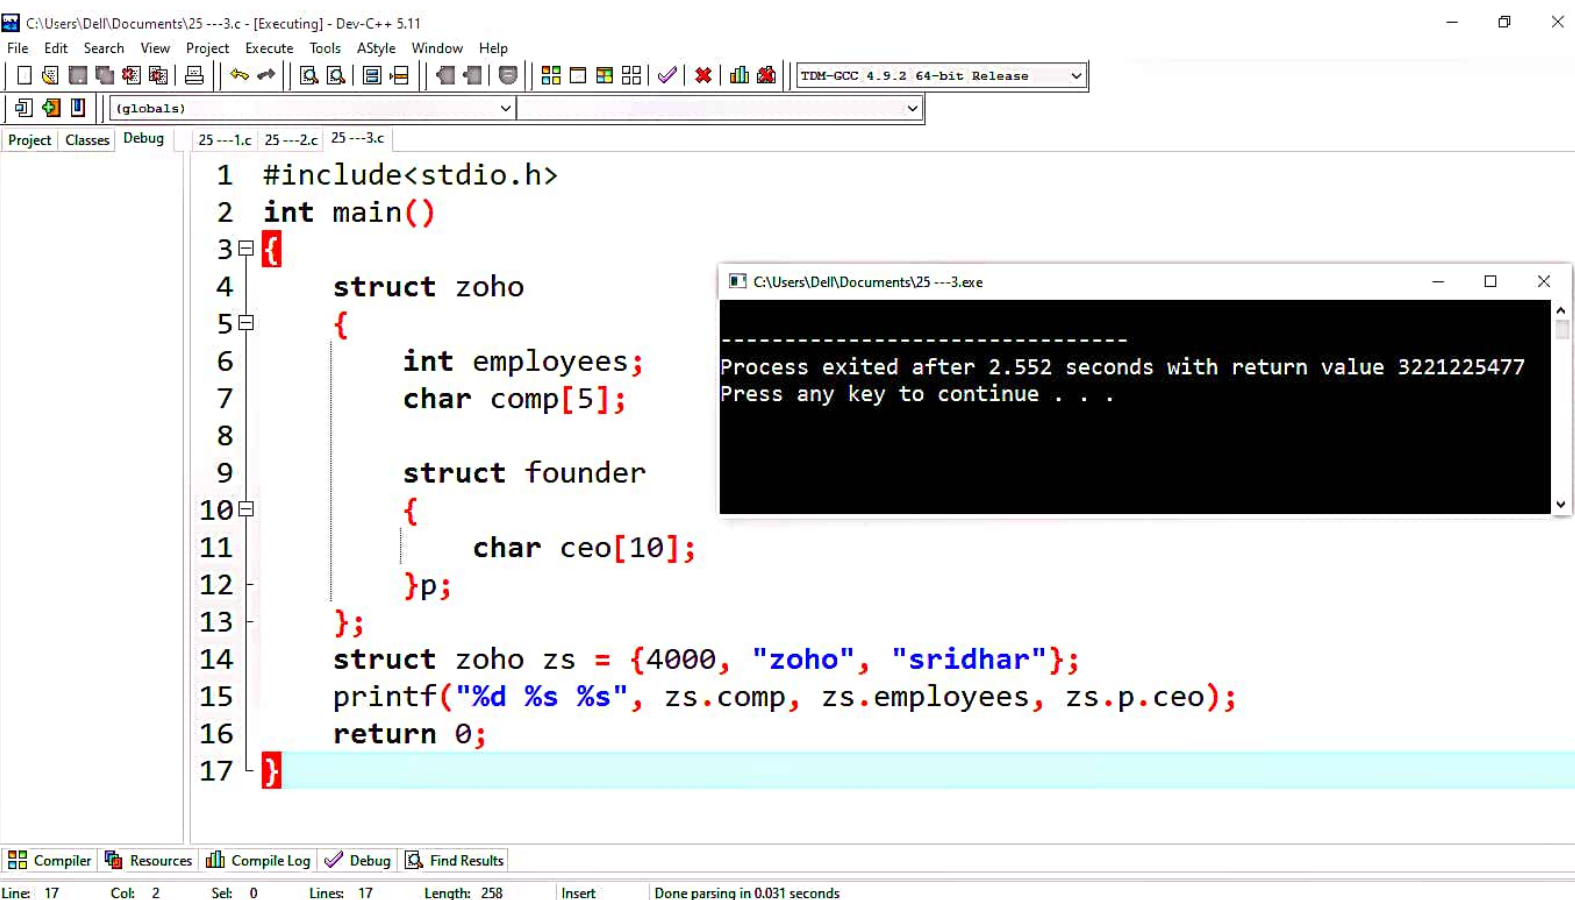 C:\Users\Dell\Documents\25 ---3.c - [Executing] - Dev-C++ 5.11
File Edit Search View Project Execute Tools AStyle Window Help
TDM-GCC 4.9.2 64-bit Release
(globals)
Project Classes Debug 25 ---1.c 25 ---2.c 25 ---3.c
1 #include<stdio.h>
2 int main()
3 {
4 struct zoho
5 {
6 int employees;
7 char comp[5];
8
9 struct founder
10 {
11 char ceo[10];
12 }p;
13 };
14 struct zoho zs = {4000, "zoho", "sridhar"};
15 printf("%d %s %s", zs.comp, zs.employees, zs.p.ceo);
16 return 0;
17 }
C:\Users\Dell\Documents\25 ---3.exe
--------------------------------
Process exited after 2.552 seconds with return value 3221225477
Press any key to continue . . .
Compiler Resources Compile Log Debug Find Results
Line: 17 Col: 2 Sel: 0 Lines: 17 Length: 258 Insert Done parsing in 0.031 seconds